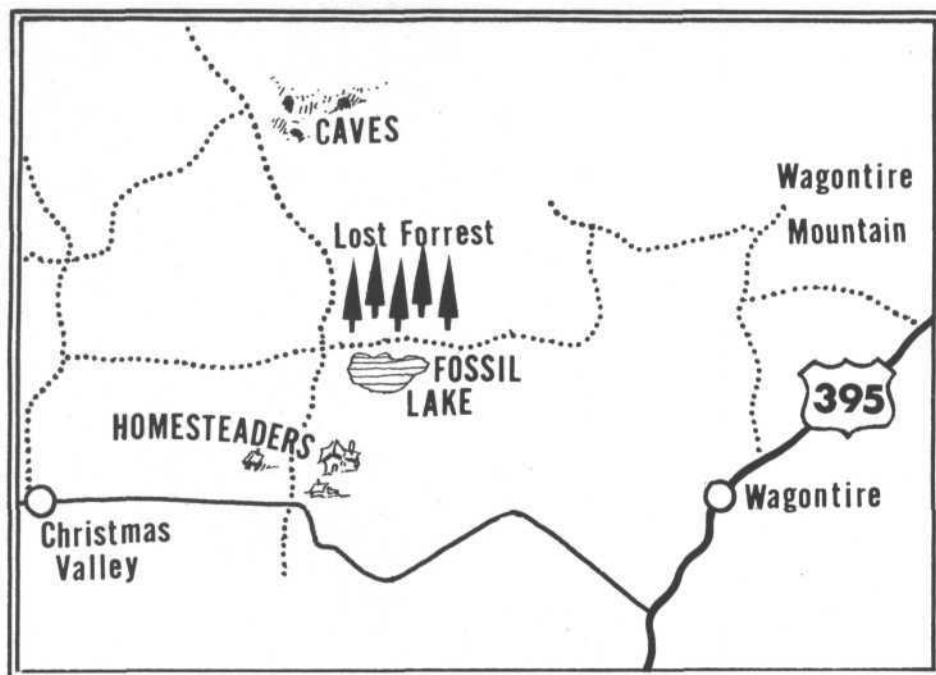 CAVES
Wagontire
Mountain
Lost Forrest
FOSSIL
LAKE
395
HOMESTEADERS
Wagontire
Christmas
Valley